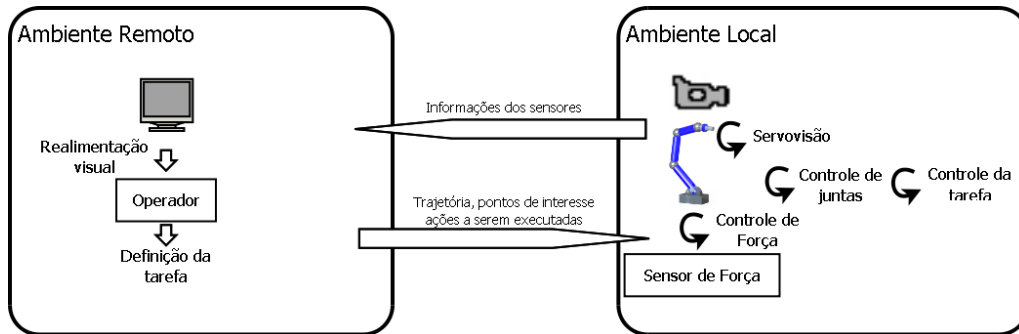 Ambiente Remoto
Realimentação
visual
Operador
Definição da
tarefa
Informações dos sensores
Trajetória, pontos de interesse
ações a serem executadas
Ambiente Local
Servovisão
Controle de
juntas
Controle da
tarefa
Controle de
Força
Sensor de Força